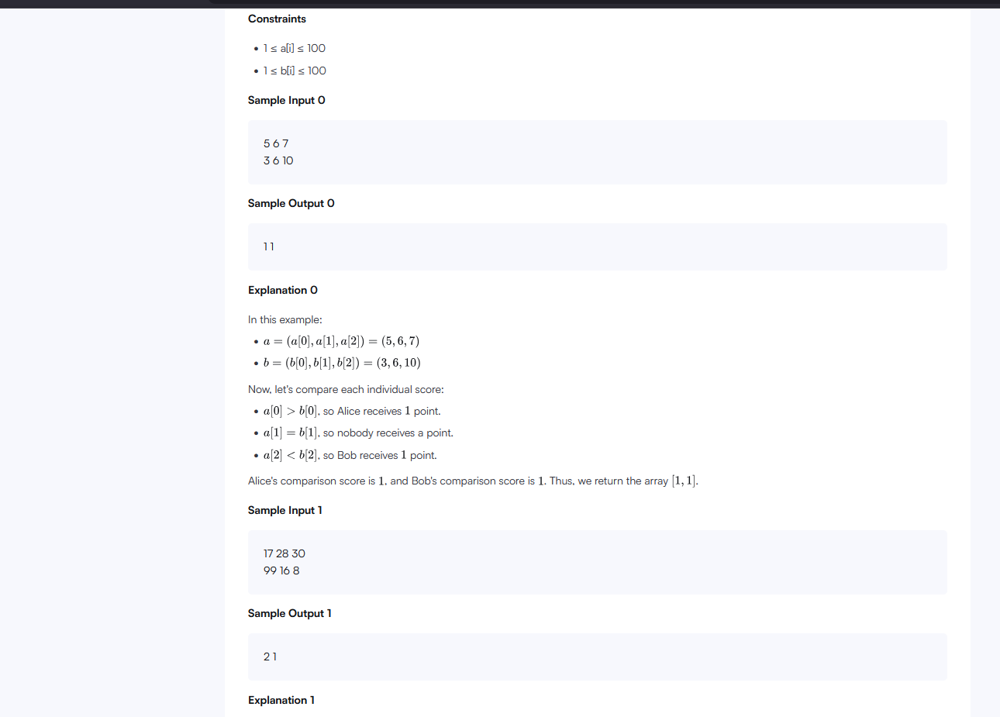 Constraints
• 1 ≤ a[i] ≤ 100
• 1 ≤ b[i] ≤ 100
Sample Input 0
5 6 7
3 6 10
Sample Output 0
1 1
Explanation 0
In this example:
• a = (a[0], a[1], a[2]) = (5, 6, 7)
• b = (b[0], b[1], b[2]) = (3, 6, 10)
Now, let's compare each individual score:
• a[0] > b[0], so Alice receives 1 point.
• a[1] = b[1], so nobody receives a point.
• a[2] < b[2], so Bob receives 1 point.
Alice's comparison score is 1, and Bob's comparison score is 1. Thus, we return the array [1, 1].
Sample Input 1
17 28 30
99 16 8
Sample Output 1
2 1
Explanation 1